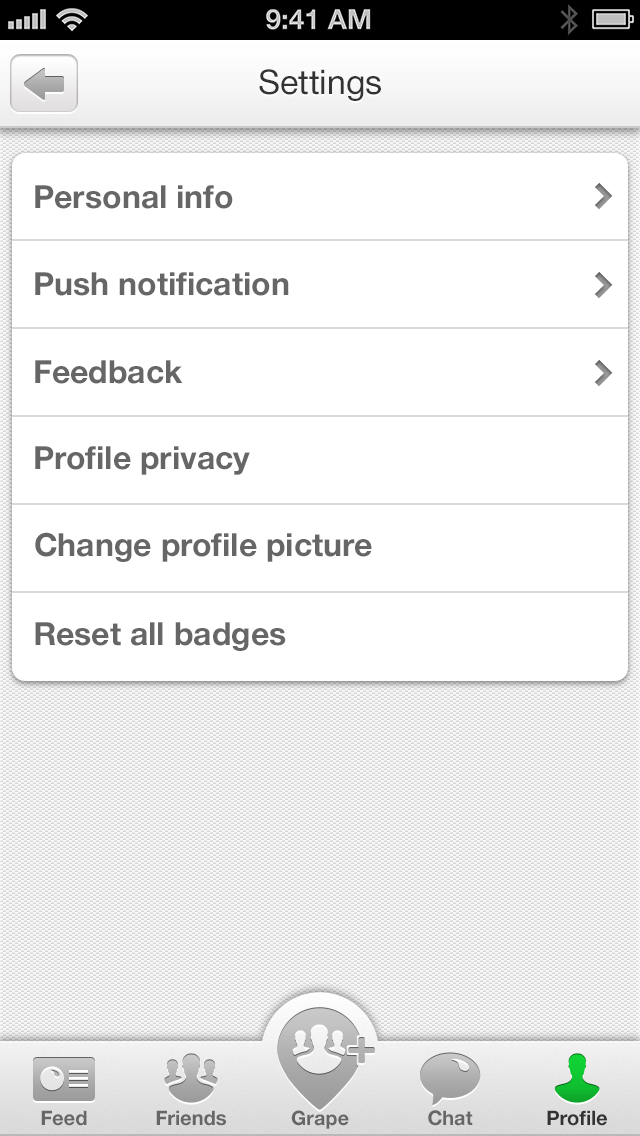 9:41 AM
Settings
Personal info
Push notification
Feedback
Profile privacy
Change profile picture
Reset all badges
Feed
Friends
Grape
Chat
Profile